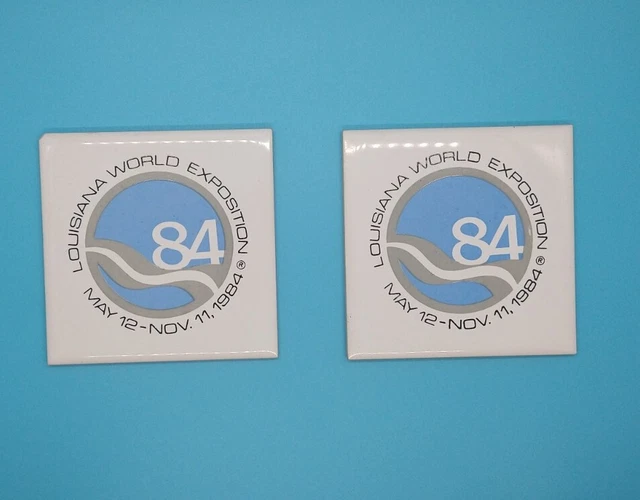 LOUISIANA WORLD EXPOSITION
84
MAY 12-NOV. 11, 1984®
LOUISIANA WORLD EXPOSITION
84
MAY 12-NOV. 11, 1984®